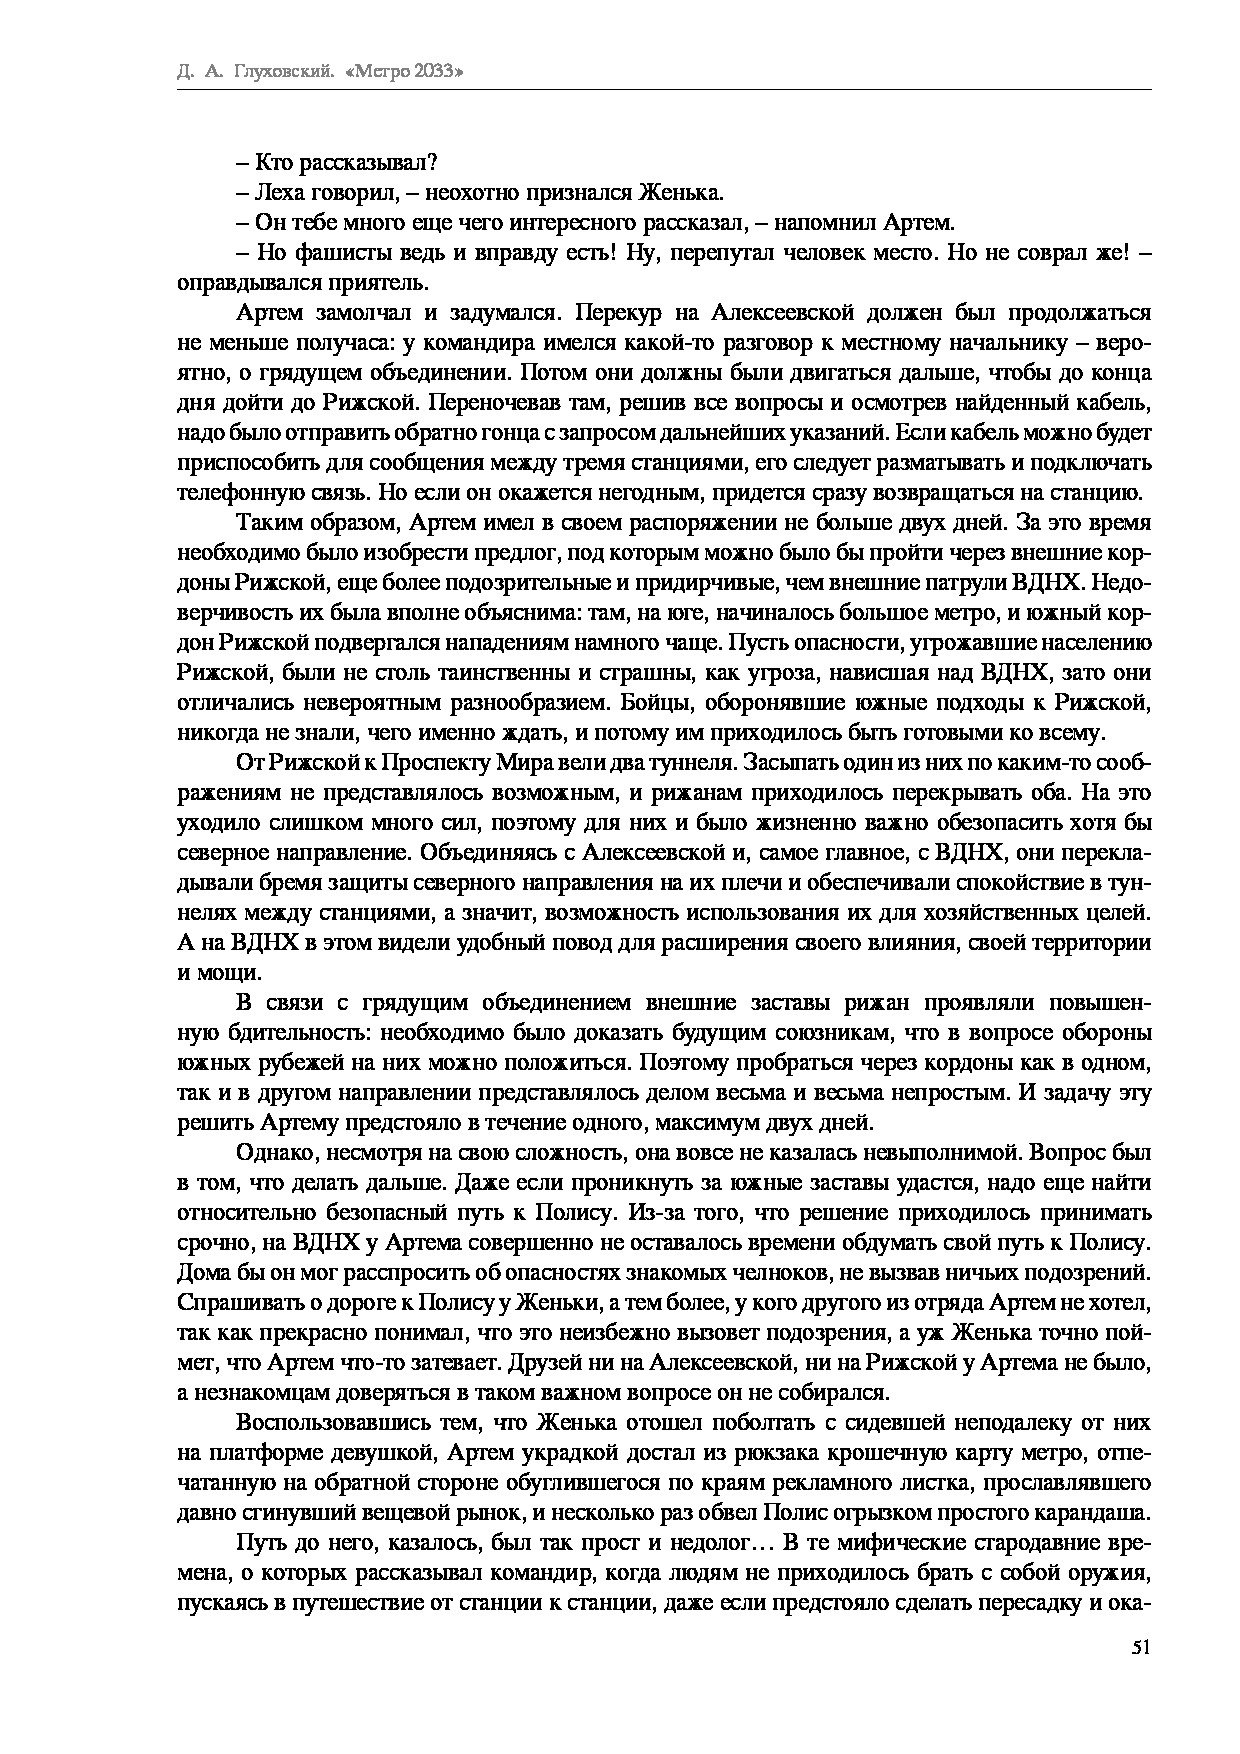 Д. А. Глуховский. «Метро 2033»
– Кто рассказывал?
– Леха говорил, – неохотно признался Женька.
– Он тебе много еще чего интересного рассказал, – напомнил Артем.
– Но фашисты ведь и вправду есть! Ну, перепутал человек место. Но не соврал же! –
оправдывался приятель.
Артем замолчал и задумался. Перекур на Алексеевской должен был продолжаться
не меньше получаса: у командира имелся какой-то разговор к местному начальнику – веро-
ятно, о грядущем объединении. Потом они должны были двигаться дальше, чтобы до конца
дня дойти до Рижской. Переночевав там, решив все вопросы и осмотрев найденный кабель,
надо было отправить обратно гонца с запросом дальнейших указаний. Если кабель можно будет
приспособить для сообщения между тремя станциями, его следует разматывать и подключать
телефонную связь. Но если он окажется негодным, придется сразу возвращаться на станцию.
Таким образом, Артем имел в своем распоряжении не больше двух дней. За это время
необходимо было изобрести предлог, под которым можно было бы пройти через внешние кор-
доны Рижской, еще более подозрительные и придирчивые, чем внешние патрули ВДНХ. Недо-
верчивость их была вполне объяснима: там, на юге, начиналось большое метро, и южный кор-
дон Рижской подвергался нападениям намного чаще. Пусть опасности, угрожавшие населению
Рижской, были не столь таинственны и страшны, как угроза, нависшая над ВДНХ, зато они
отличались невероятным разнообразием. Бойцы, оборонявшие южные подходы к Рижской,
никогда не знали, чего именно ждать, и потому им приходилось быть готовыми ко всему.
От Рижской к Проспекту Мира вели два туннеля. Засыпать один из них по каким-то сооб-
ражениям не представлялось возможным, и рижанам приходилось перекрывать оба. На это
уходило слишком много сил, поэтому для них и было жизненно важно обезопасить хотя бы
северное направление. Объединяясь с Алексеевской и, самое главное, с ВДНХ, они перекла-
дывали бремя защиты северного направления на их плечи и обеспечивали спокойствие в тун-
нелях между станциями, а значит, возможность использования их для хозяйственных целей.
А на ВДНХ в этом видели удобный повод для расширения своего влияния, своей территории
и мощи.
В связи с грядущим объединением внешние заставы рижан проявляли повышен-
ную бдительность: необходимо было доказать будущим союзникам, что в вопросе обороны
южных рубежей на них можно положиться. Поэтому пробраться через кордоны как в одном,
так и в другом направлении представлялось делом весьма и весьма непростым. И задачу эту
решить Артему предстояло в течение одного, максимум двух дней.
Однако, несмотря на свою сложность, она вовсе не казалась невыполнимой. Вопрос был
в том, что делать дальше. Даже если проникнуть за южные заставы удастся, надо еще найти
относительно безопасный путь к Полису. Из-за того, что решение приходилось принимать
срочно, на ВДНХ у Артема совершенно не оставалось времени обдумать свой путь к Полису.
Дома бы он мог расспросить об опасностях знакомых челноков, не вызвав ничьих подозрений.
Спрашивать о дороге к Полису у Женьки, а тем более, у кого другого из отряда Артем не хотел,
так как прекрасно понимал, что это неизбежно вызовет подозрения, а уж Женька точно пой-
мет, что Артем что-то затевает. Друзей ни на Алексеевской, ни на Рижской у Артема не было,
а незнакомцам доверяться в таком важном вопросе он не собирался.
Воспользовавшись тем, что Женька отошел поболтать с сидевшей неподалеку от них
на платформе девушкой, Артем украдкой достал из рюкзака крошечную карту метро, отпе-
чатанную на обратной стороне обуглившегося по краям рекламного листка, прославлявшего
давно сгинувший вещевой рынок, и несколько раз обвел Полис огрызком простого карандаша.
Путь до него, казалось, был так прост и недолог… В те мифические стародавние вре-
мена, о которых рассказывал командир, когда людям не приходилось брать с собой оружия,
пускаясь в путешествие от станции к станции, даже если предстояло сделать пересадку и ока-
51